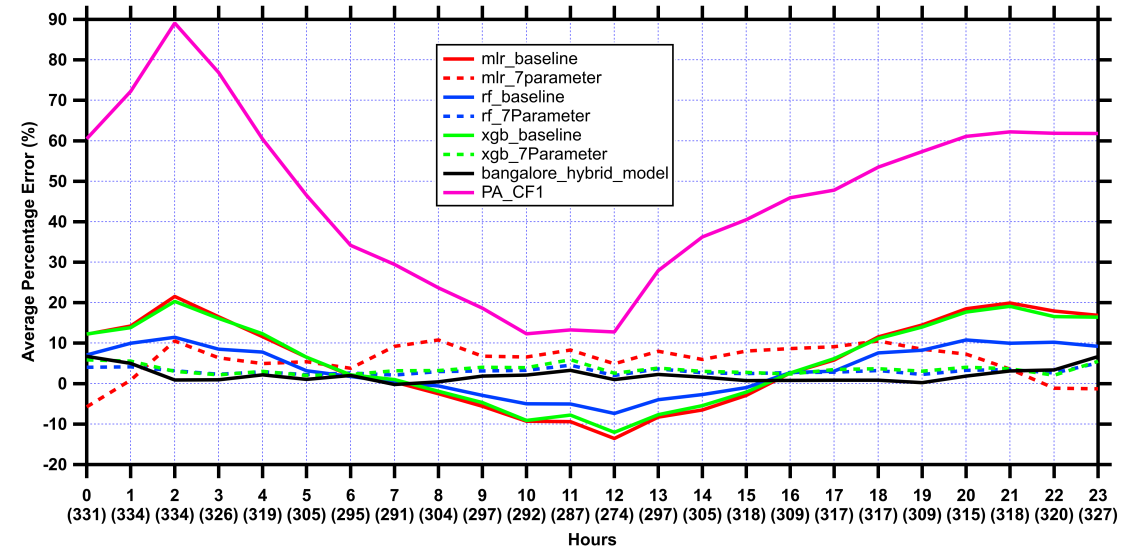 90
80
70
60
50
40
30
20
10
0
-10
-20
Average Percentage Error (%)
mlr_baseline
mlr_7parameter
rf_baseline
rf_7Parameter
xgb_baseline
xgb_7Parameter
bangalore_hybrid_model
PA_CF1
0 1 2 3 4 5 6 7 8 9 10 11 12 13 14 15 16 17 18 19 20 21 22 23
(331) (334) (334) (326) (319) (305) (295) (291) (304) (297) (292) (287) (274) (297) (305) (318) (309) (317) (317) (309) (315) (318) (320) (327)
Hours